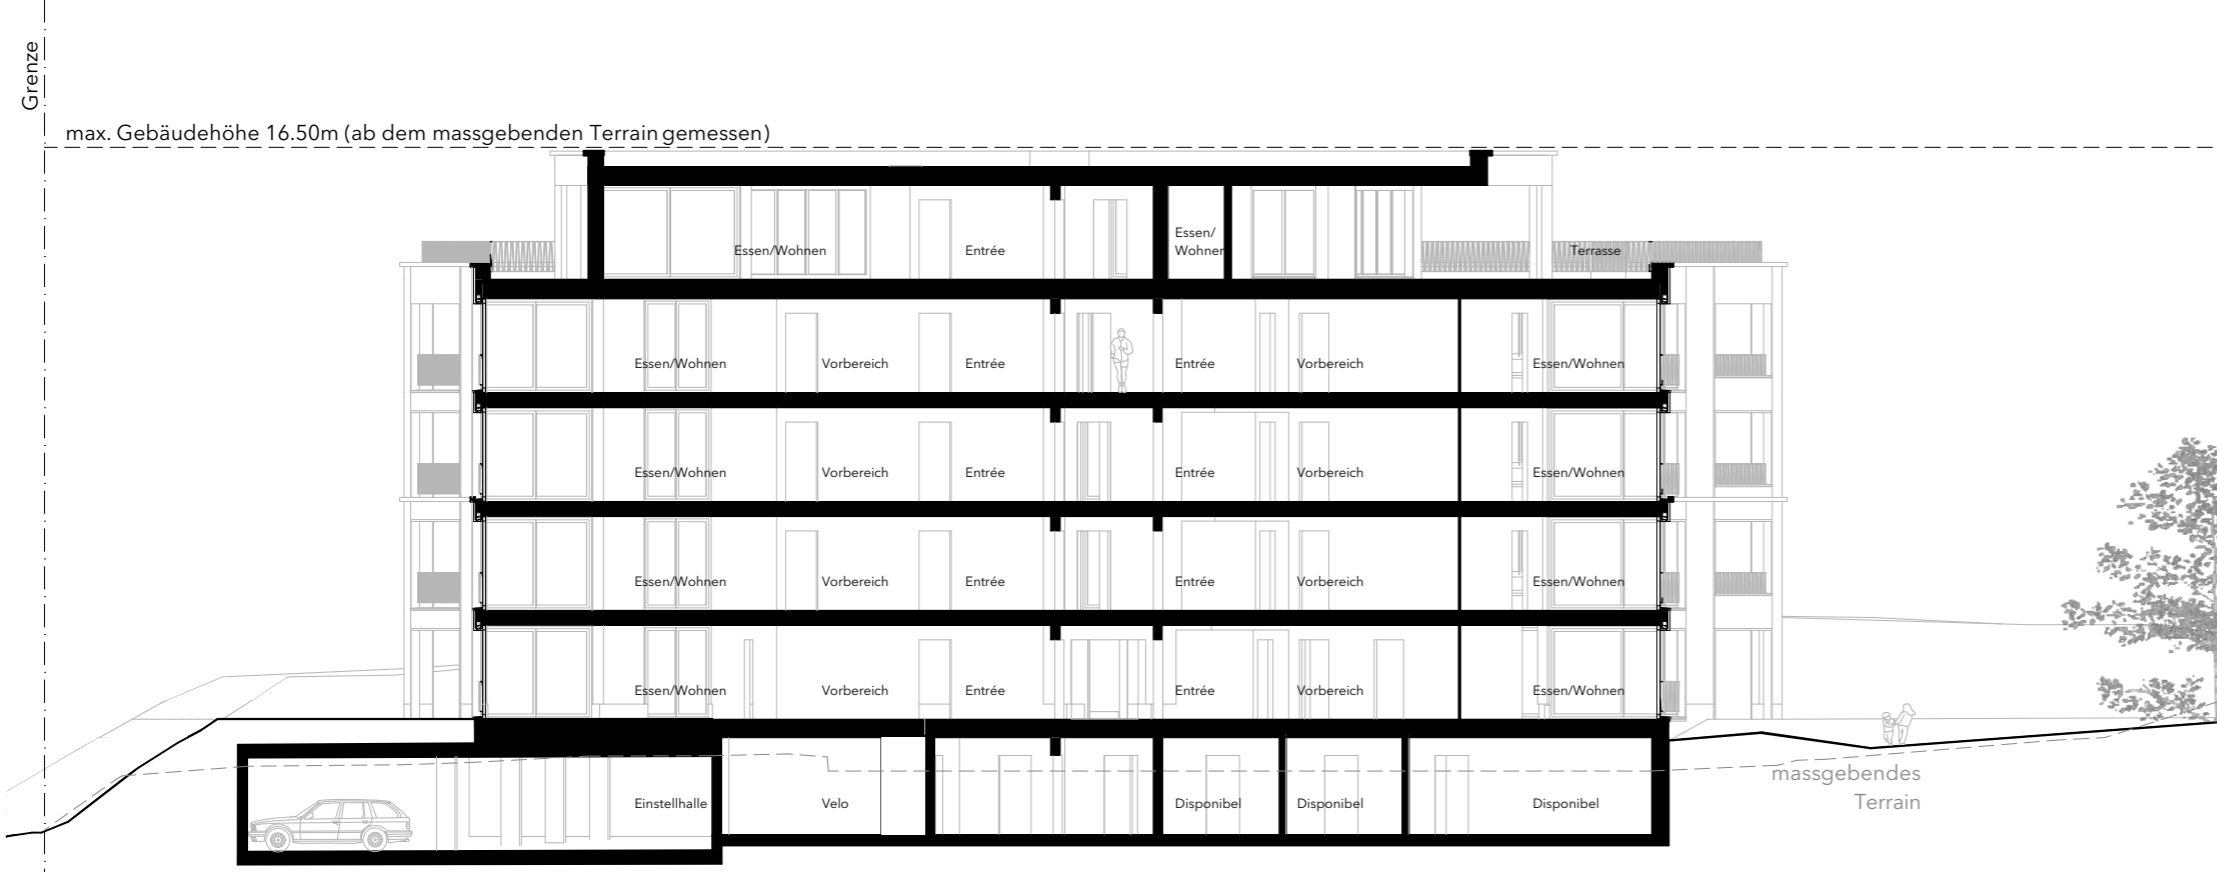 Grenze
max. Gebäudehöhe 16.50m (ab dem massgebenden Terrain gemessen)
Essen/Wohnen
Entrée
Essen/
Wohnen
Terrasse
Essen/Wohnen
Vorbereich
Entrée
Entrée
Vorbereich
Essen/Wohnen
Essen/Wohnen
Vorbereich
Entrée
Entrée
Vorbereich
Essen/Wohnen
Essen/Wohnen
Vorbereich
Entrée
Entrée
Vorbereich
Essen/Wohnen
Essen/Wohnen
Vorbereich
Entrée
Entrée
Vorbereich
Essen/Wohnen
massgebendes
Terrain
Einstellhalle
Velo
Disponibel
Disponibel
Disponibel